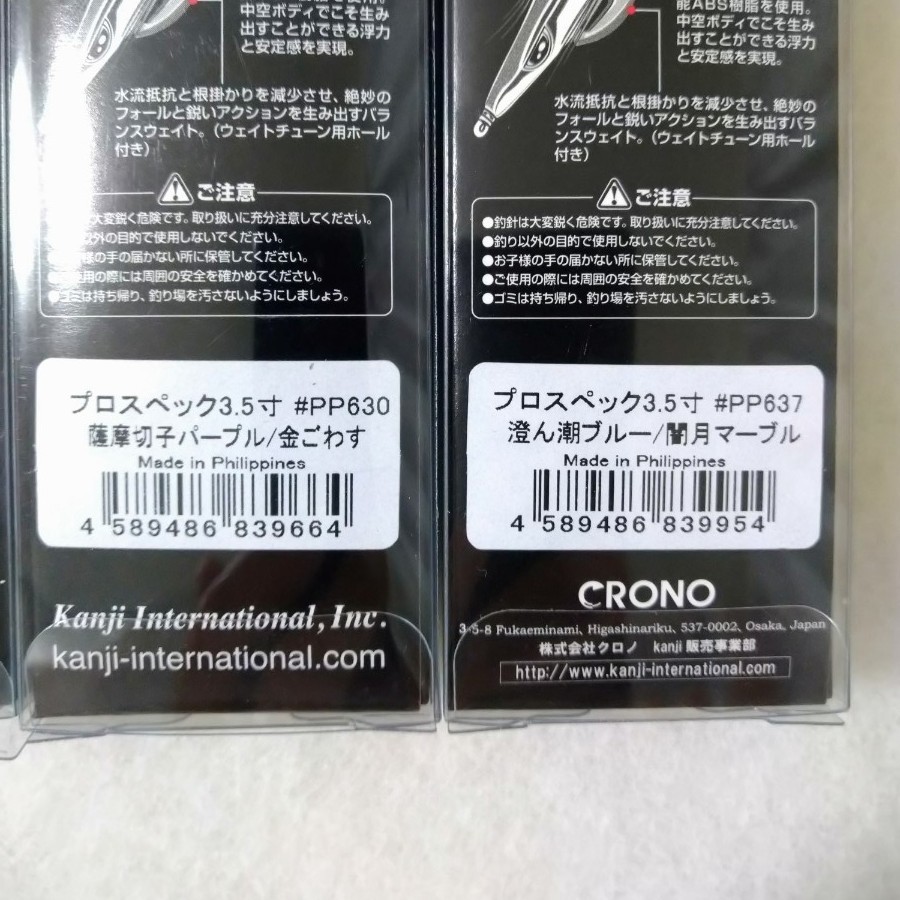 樹脂を使用。
中空ボディでこそ生み
出すことができる浮力
と安定感を実現。
水流抵抗と根掛かりを減少させ、絶妙の
フォールと鋭いアクションを生み出すバラ
ンスウェイト。(ウェイトチューン用ホール
付き)
ご注意
は大変鋭く危険です。取り扱いに充分注意してください。
以外の目的で使用しないでください。
様の手の届かない所に保管してください。
使用の際には周囲の安全を確かめてください。
●ゴミは持ち帰り、釣り場を汚さないようにしましょう。
プロスペック3.5寸 #PP630
薩摩切子パープル/金ごわす
Made in Philippines
4 589486 839664
Kanji International, Inc.
kanji-international.com
能ABS樹脂を使用。
中空ボディでこそ生み
出すことができる浮力
と安定感を実現。
水流抵抗と根掛かりを減少させ、絶妙の
フォールと鋭いアクションを生み出すバラ
ンスウェイト。(ウェイトチューン用ホール
付き)
ご注意
●釣針は大変鋭く危険です。取り扱いに充分注意してください。
●釣り以外の目的で使用しないでください。
●お子様の手の届かない所に保管してください。
●ご使用の際には周囲の安全を確かめてください。
●ゴミは持ち帰り、釣り場を汚さないようにしましょう。
プロスペック3.5寸 #PP637
澄ん潮ブルー/闇月マーブル
Made in Philippines
4 589486 839954
CRONO
3-5-8 Fukaeminami, Higashinariku, 537-0002, Osaka, Japan
株式会社クロノ kanji 販売事業部
http://www.kanji-international.com